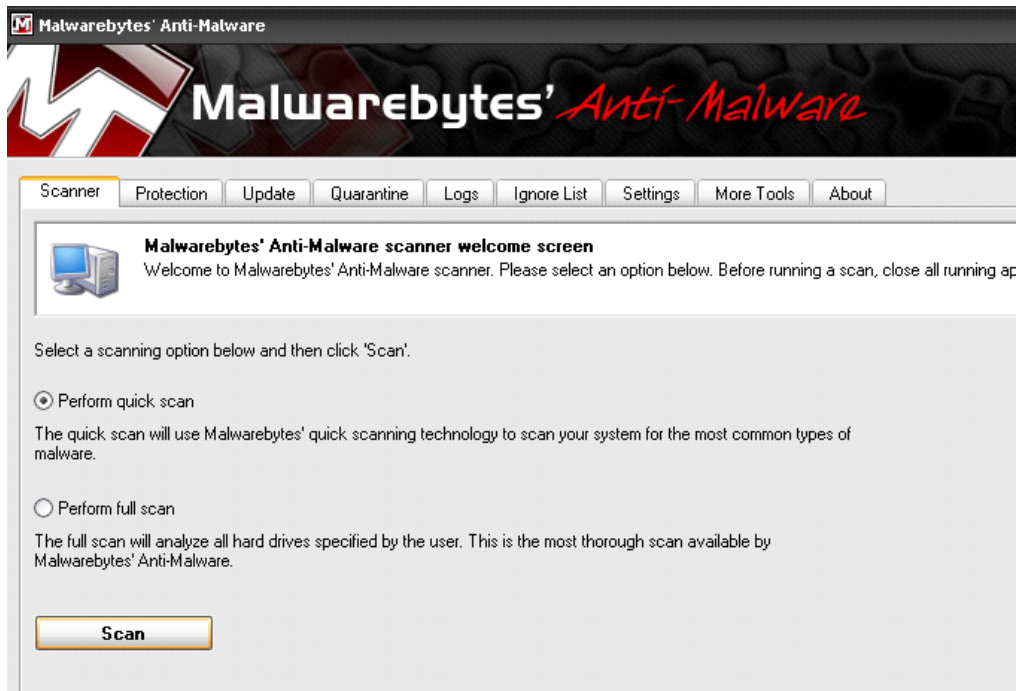 Malwarebytes' Anti-Malware
Malwarebytes' Anti-Malware
Scanner Protection Update Quarantine Logs Ignore List Settings More Tools About
Malwarebytes' Anti-Malware scanner welcome screen
Welcome to Malwarebytes' Anti-Malware scanner. Please select an option below. Before running a scan, close all running
Select a scanning option below and then click 'Scan'.
Perform quick scan
The quick scan will use Malwarebytes' quick scanning technology to scan your system for the most common types of
malware.
Perform full scan
The full scan will analyze all hard drives specified by the user. This is the most thorough scan available by
Malwarebytes' Anti-Malware.
Scan